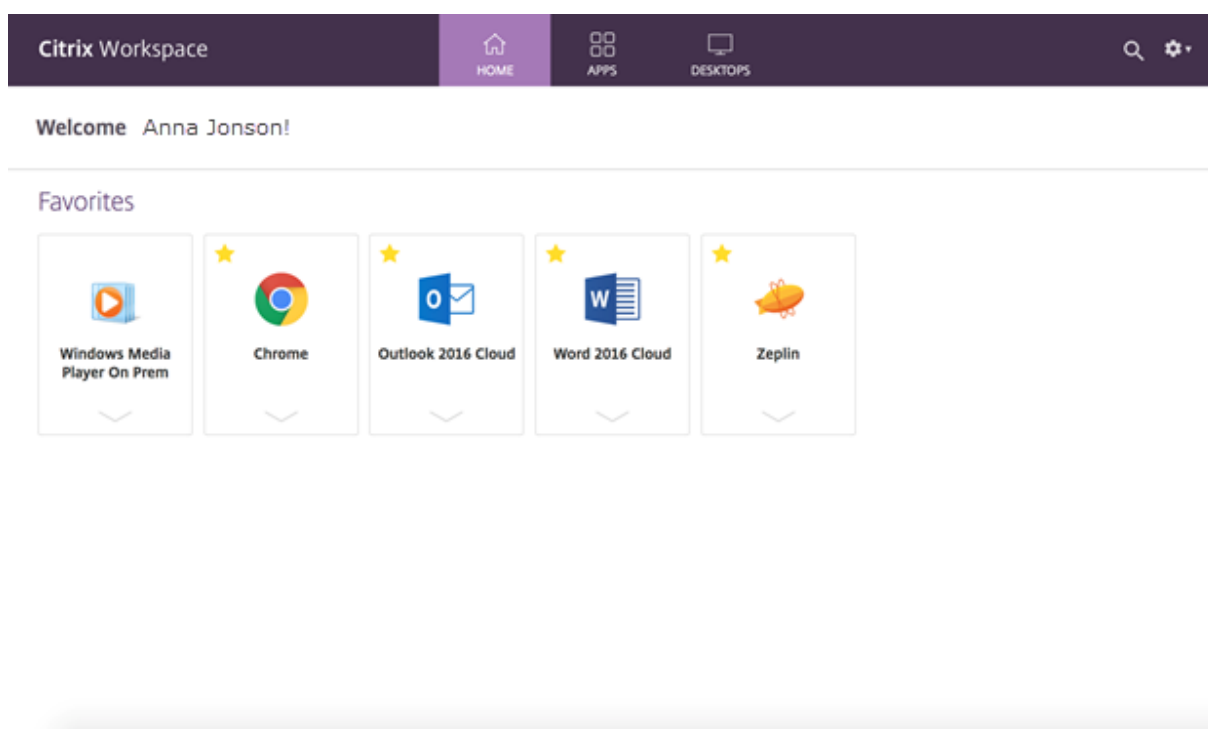 Citrix Workspace
HOME
APPS
DESKTOPS
Welcome Anna Jonson!
Favorites
Windows Media
Player On Prem
Chrome
O
Outlook 2016 Cloud
W
Word 2016 Cloud
Zeplin